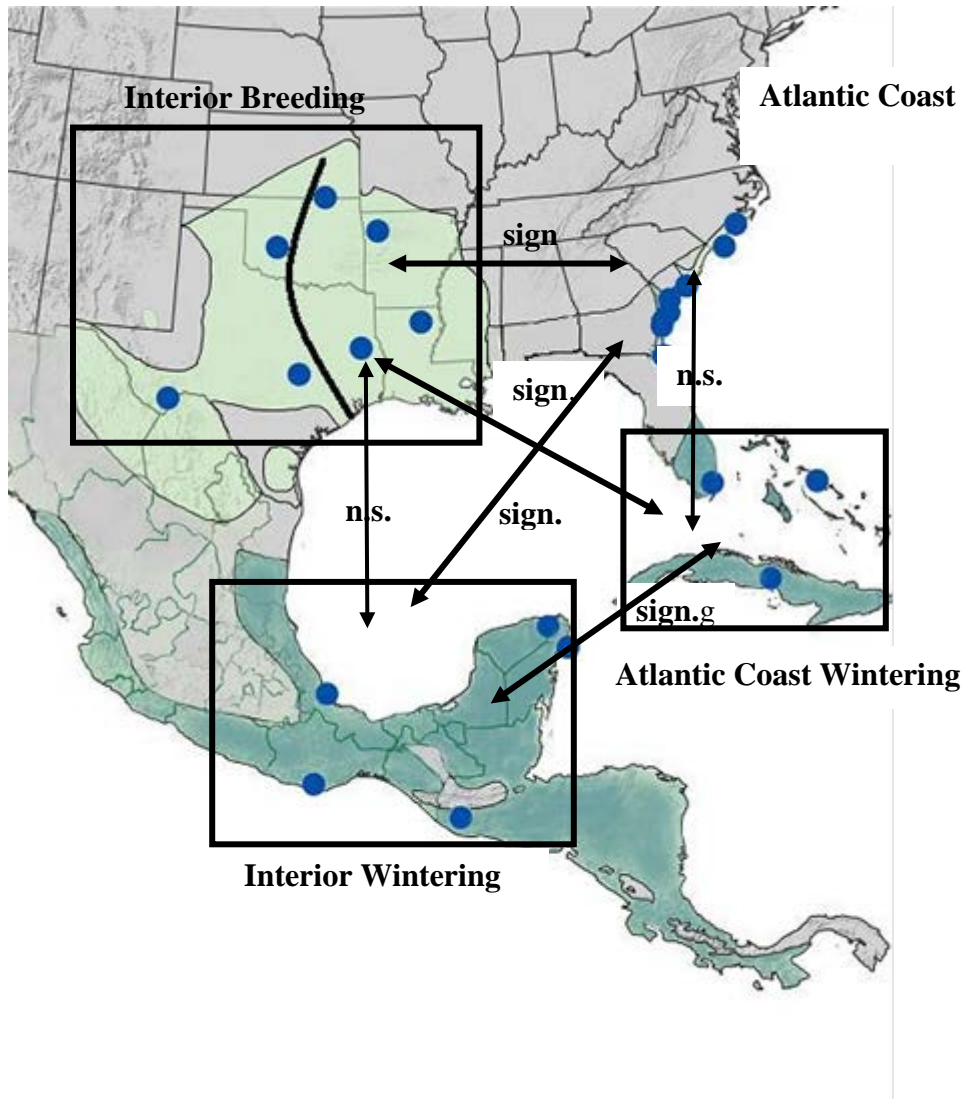 Interior Breeding
Atlantic Coast
sign
sign.
n.s.
n.s.
sign.
sign.g
Atlantic Coast Wintering
Interior Wintering